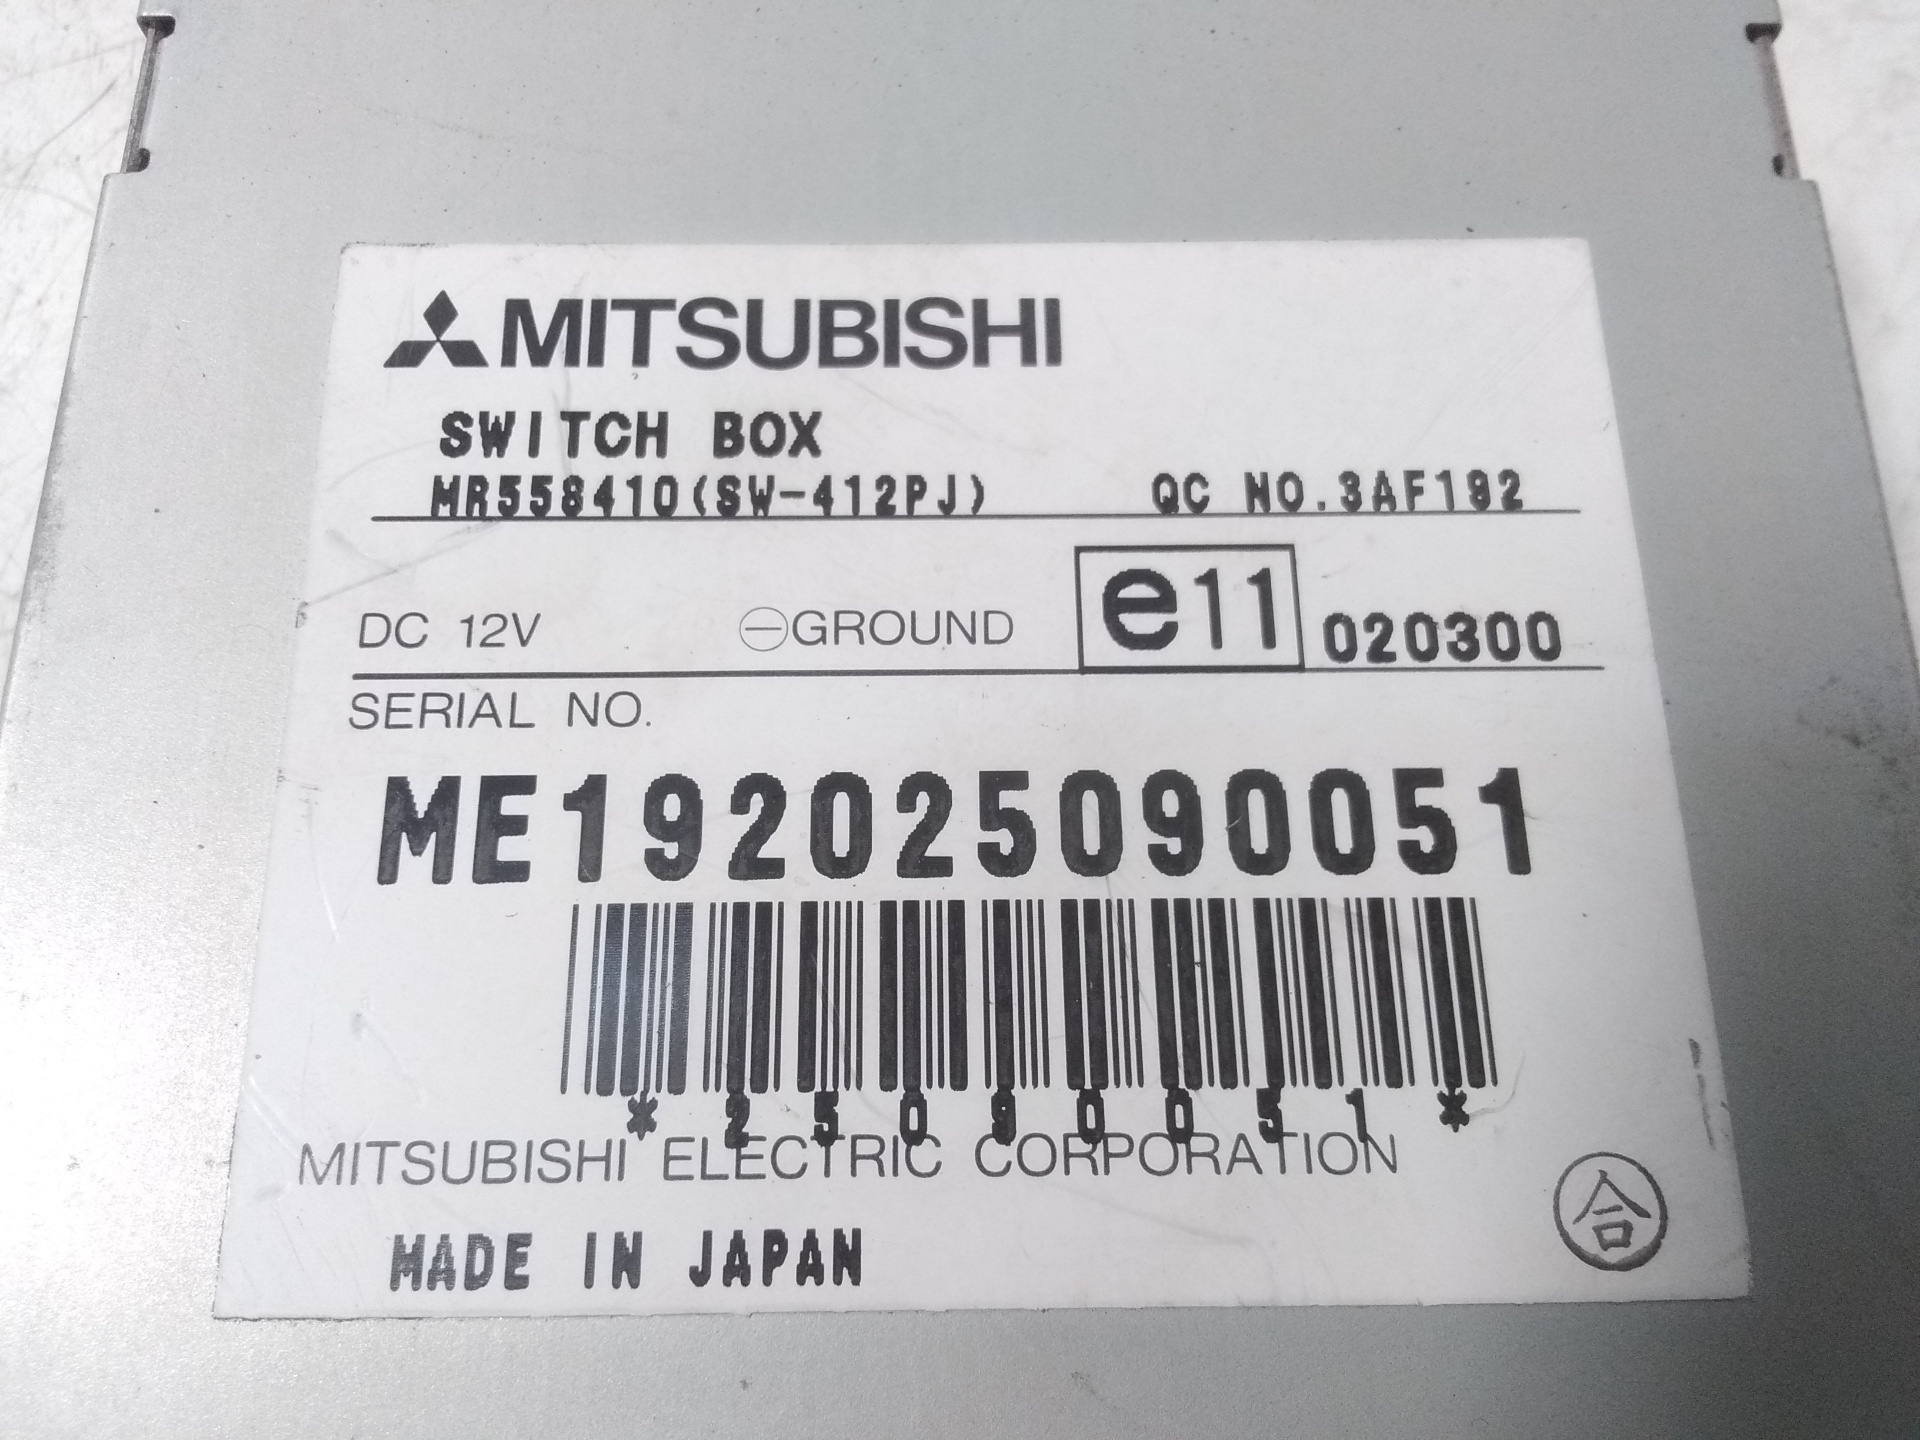 MITSUBISHI
SWITCH BOX
MR558410(SW-412PJ) QC NO.3AF192
DC 12V ⊖GROUND e11 020300
SERIAL NO.
ME192025090051
*25090051*
MITSUBISHI ELECTRIC CORPORATION
合
MADE IN JAPAN